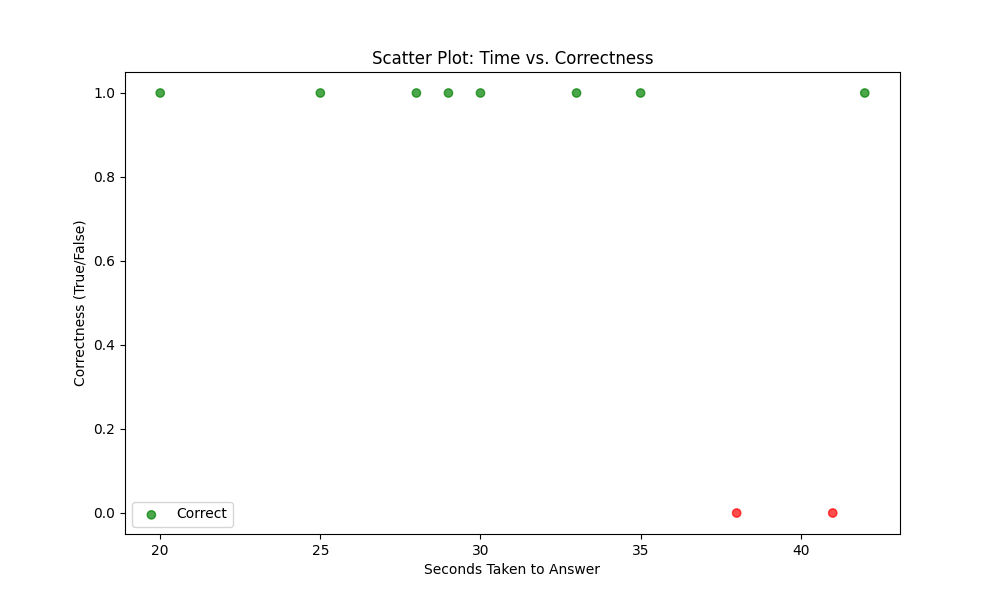 Scatter Plot: Time vs. Correctness
1.0
0.8
0.6
0.4
0.2
0.0
Correctness (True/False)
Correct
20 25 30 35 40
Seconds Taken to Answer